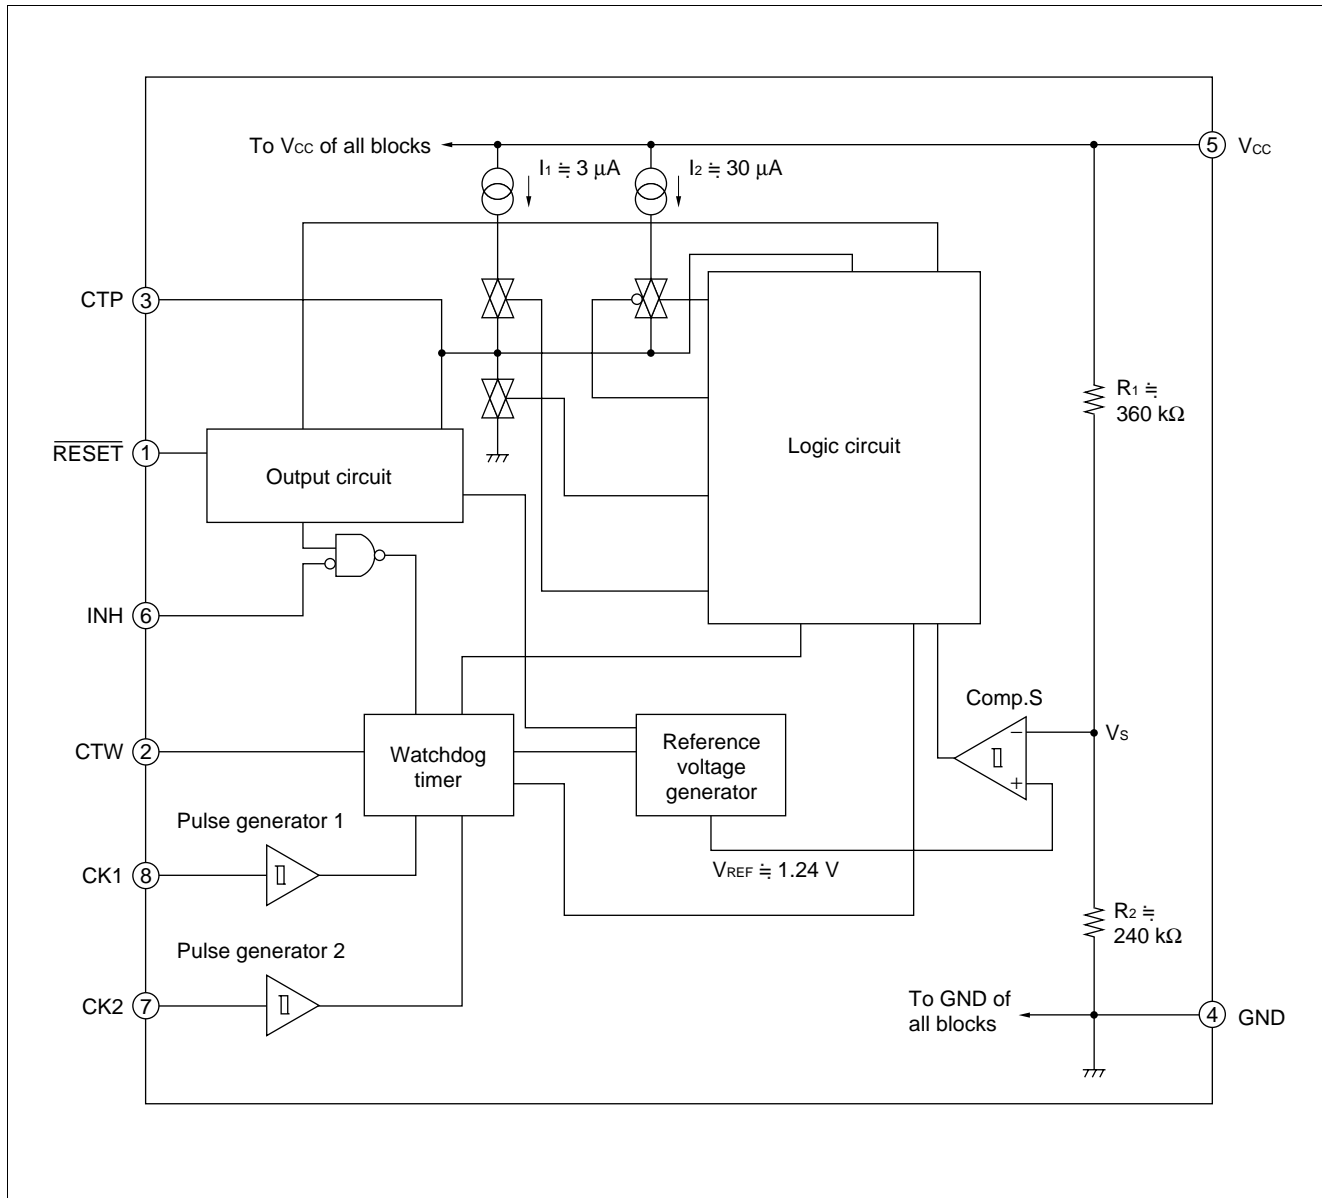 To VCC of all blocks
I1 ≒ 3 μA
I2 ≒ 30 μA
5
VCC
CTP
3
R1 ≒
360 kΩ
RESET
1
Output circuit
Logic circuit
INH
6
Comp.S
CTW
2
Watchdog
timer
Reference
voltage
generator
−
+
VS
Pulse generator 1
CK1
8
VREF ≒ 1.24 V
R2 ≒
240 kΩ
Pulse generator 2
CK2
7
To GND of
all blocks
4
GND